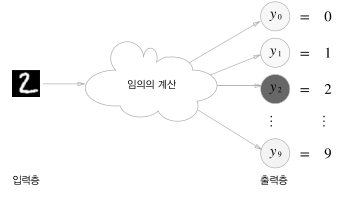 y0 = 0
y1 = 1
2 임의의 계산 y2 = 2
⋮ ⋮
y9 = 9
입력층 출력층